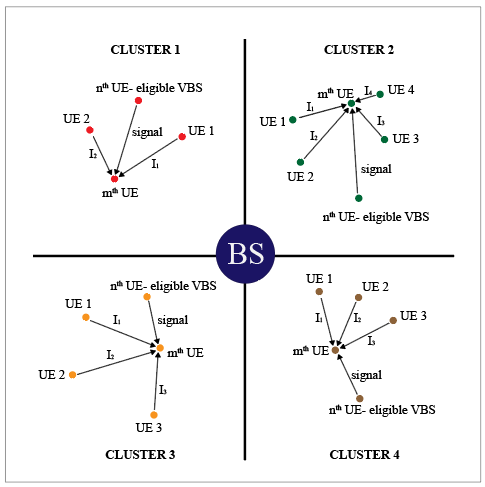 CLUSTER 1
nth UE- eligible VBS
UE 2
signal
UE 1
I2
I1
mth UE
CLUSTER 2
mth UE
I4
UE 4
I1
UE 1
I3
I2
UE 3
UE 2
signal
nth UE- eligible VBS
BS
nth UE- eligible VBS
UE 1
I1
signal
mth UE
I2
UE 2
I3
UE 3
CLUSTER 3
UE 1
UE 2
I1
I2
UE 3
I3
mth UE
signal
nth UE- eligible VBS
CLUSTER 4